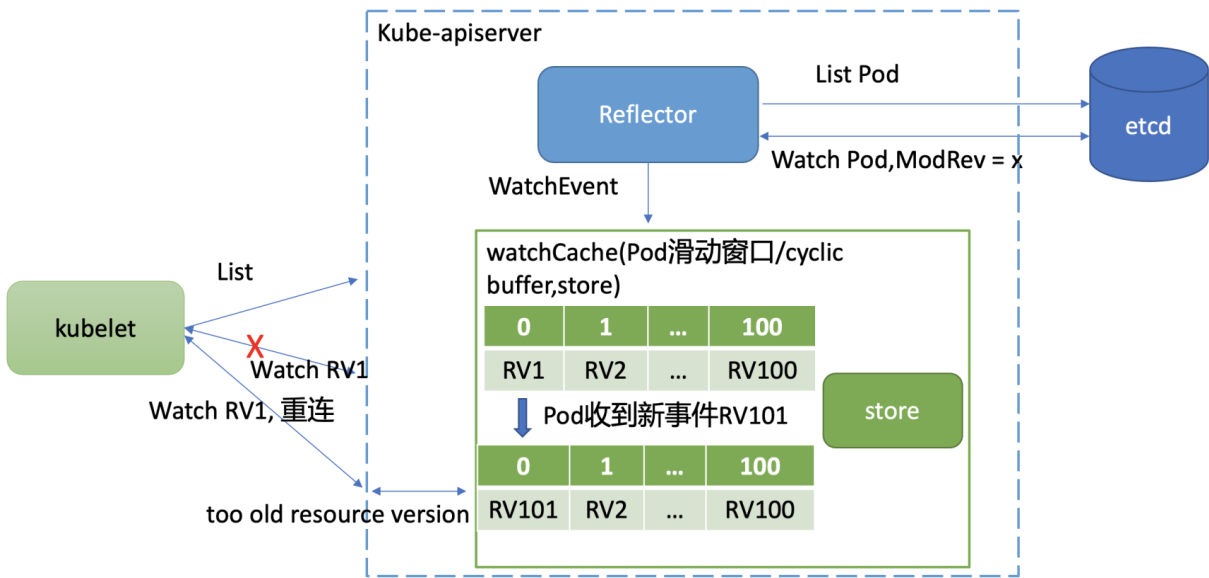 Kube-apiserver
Reflector
List Pod
etcd
Watch Pod,ModRev = x
WatchEvent
watchCache(Pod滑动窗口/cyclic
buffer,store)
0 1 ... 100
RV1 RV2 ... RV100
List
kubelet
X
Watch RV1
Watch RV1, 重连
Pod收到新事件RV101
store
0 1 ... 100
RV101 RV2 ... RV100
too old resource version